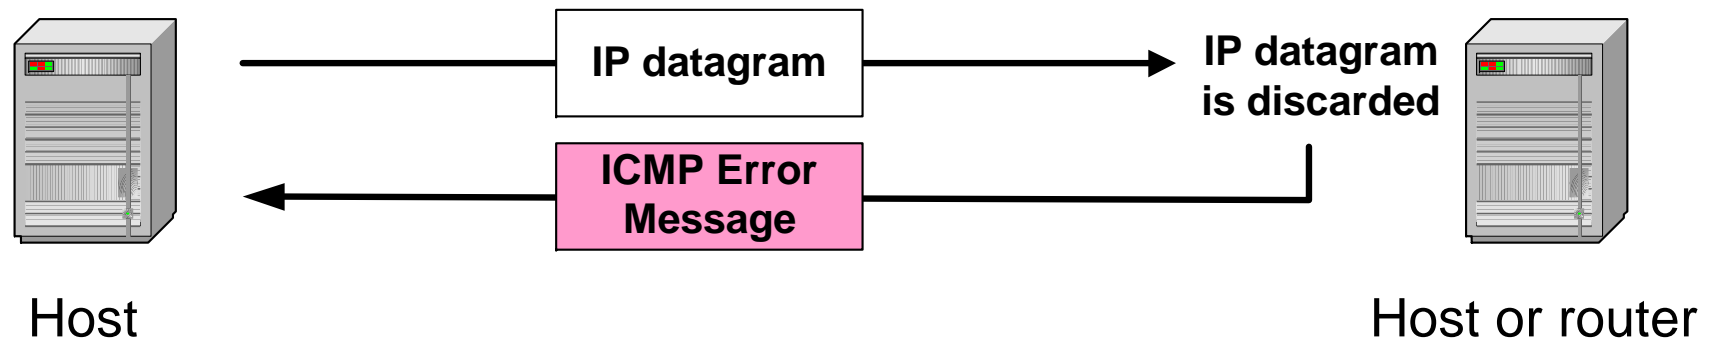 IP datagram
IP datagram
is discarded
ICMP Error
Message
Host
Host or router